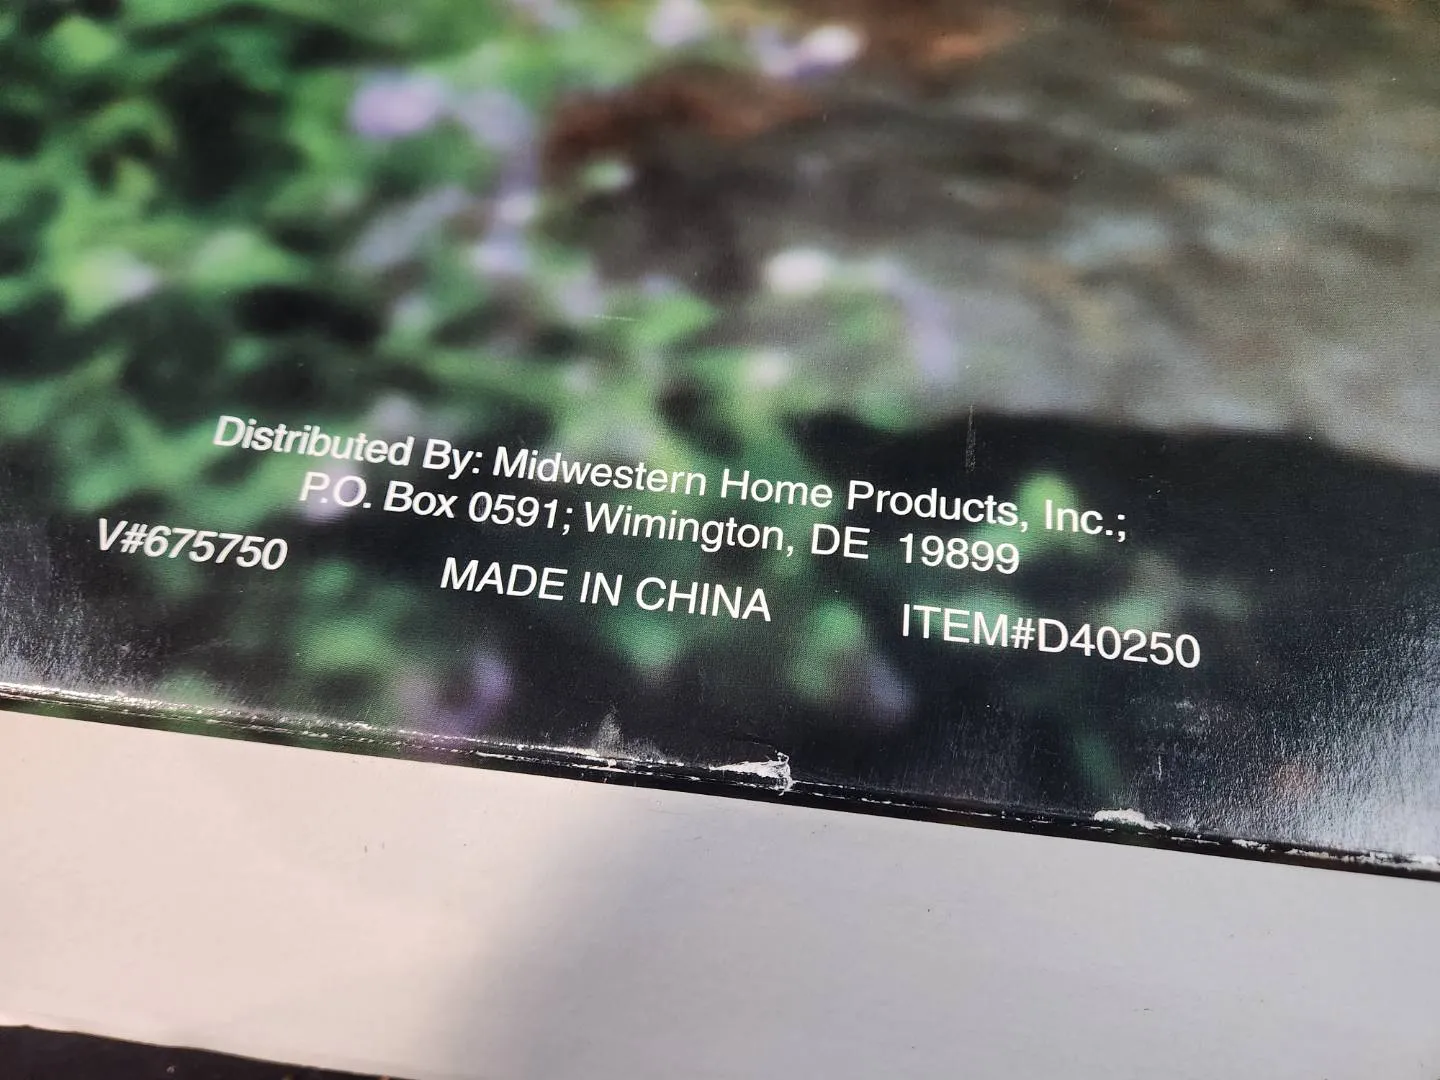 Distributed By: Midwestern Home Products, Inc.;
P.O. Box 0591; Wimington, DE 19899
V#675750 MADE IN CHINA ITEM#D40250